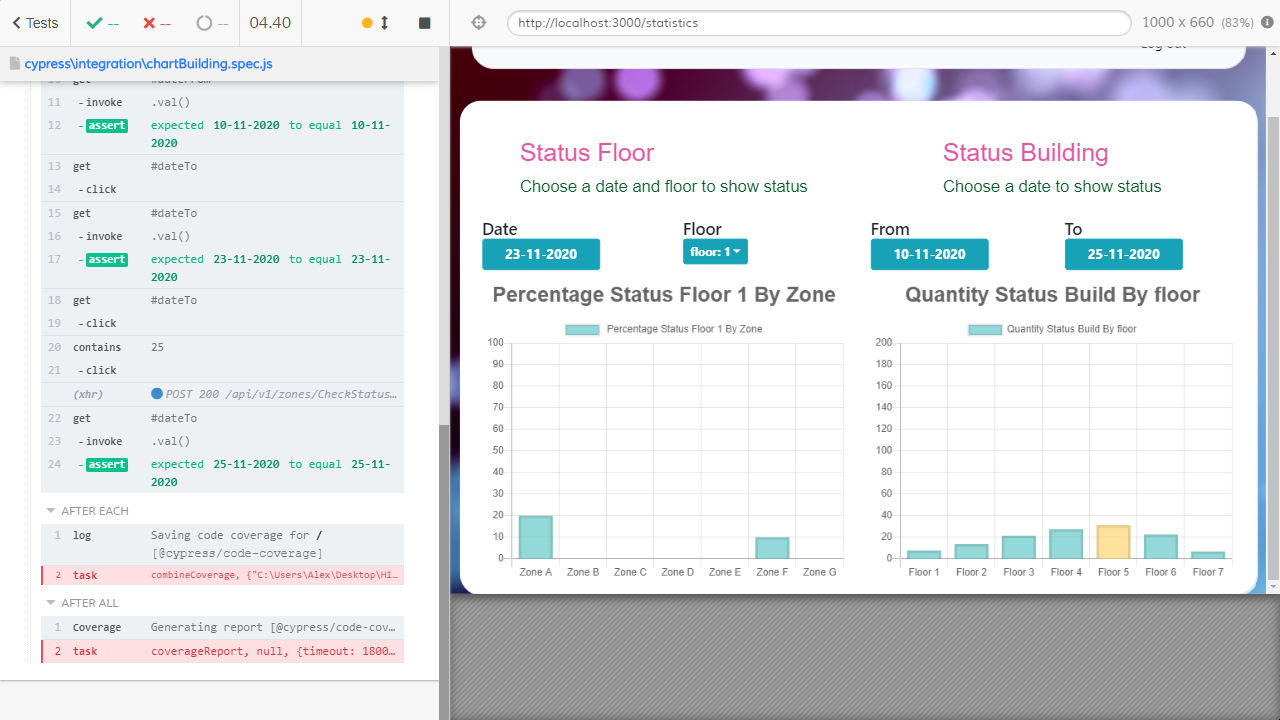 Tests
--
--
--
04.40
http://localhost:3000/statistics
1000 x 660 (83%)
cypress\integration\chartBuilding.spec.js
11 -invoke .val()
12 -assert expected 10-11-2020 to equal 10-11-
2020
13 get #dateTo
14 -click
15 get #dateTo
16 -invoke .val()
17 -assert expected 23-11-2020 to equal 23-11-
2020
18 get #dateTo
19 -click
20 contains 25
21 -click
(xhr) POST 200 /api/v1/zones/CheckStatus…
22 get #dateTo
23 -invoke .val()
24 -assert expected 25-11-2020 to equal 25-11-
2020
AFTER EACH
1 log Saving code coverage for /
[@cypress/code-coverage]
2 task combineCoverage, {"C:\Users\Alex\Desktop\HI…
AFTER ALL
1 Coverage Generating report [@cypress/code-cov…
2 task coverageReport, null, {timeout: 1800…
Status Floor
Choose a date and floor to show status
Date
Floor
23-11-2020
floor: 1
Percentage Status Floor 1 By Zone
Percentage Status Floor 1 By Zone
100
90
80
70
60
50
40
30
20
10
0
Zone A Zone B Zone C Zone D Zone E Zone F Zone G
Status Building
Choose a date to show status
From
To
10-11-2020
25-11-2020
Quantity Status Build By floor
Quantity Status Build By floor
200
180
160
140
120
100
80
60
40
20
0
Floor 1 Floor 2 Floor 3 Floor 4 Floor 5 Floor 6 Floor 7